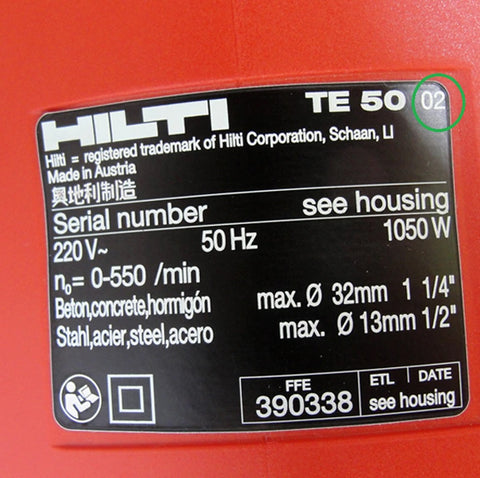 HILTI TE 50 02
Hilti = registered trademark of Hilti Corporation, Schaan, LI
Made in Austria
奥地利制造
Serial number see housing
220 V~ 50 Hz 1050 W
n₀= 0-550 /min
Beton,concrete,hormigón max. Ø 32mm 1 1/4"
Stahl,acier,steel,acero max. Ø 13mm 1/2"
FFE ETL DATE
390338 see housing